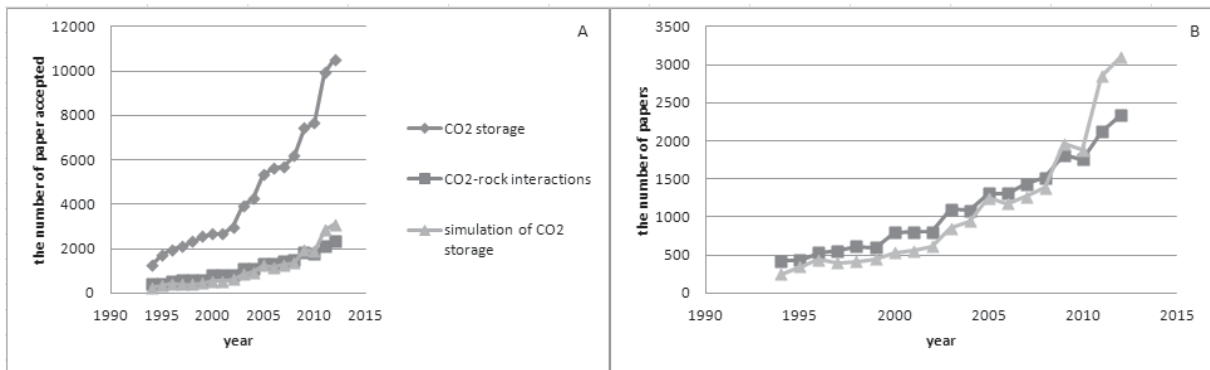 A
12000
10000
8000
6000
4000
2000
0
the number of paper accepted
1990 1995 2000 2005 2010 2015
year
CO2 storage
CO2-rock interactions
simulation of CO2
storage
B
3500
3000
2500
2000
1500
1000
500
0
the number of papers
1990 1995 2000 2005 2010 2015
year